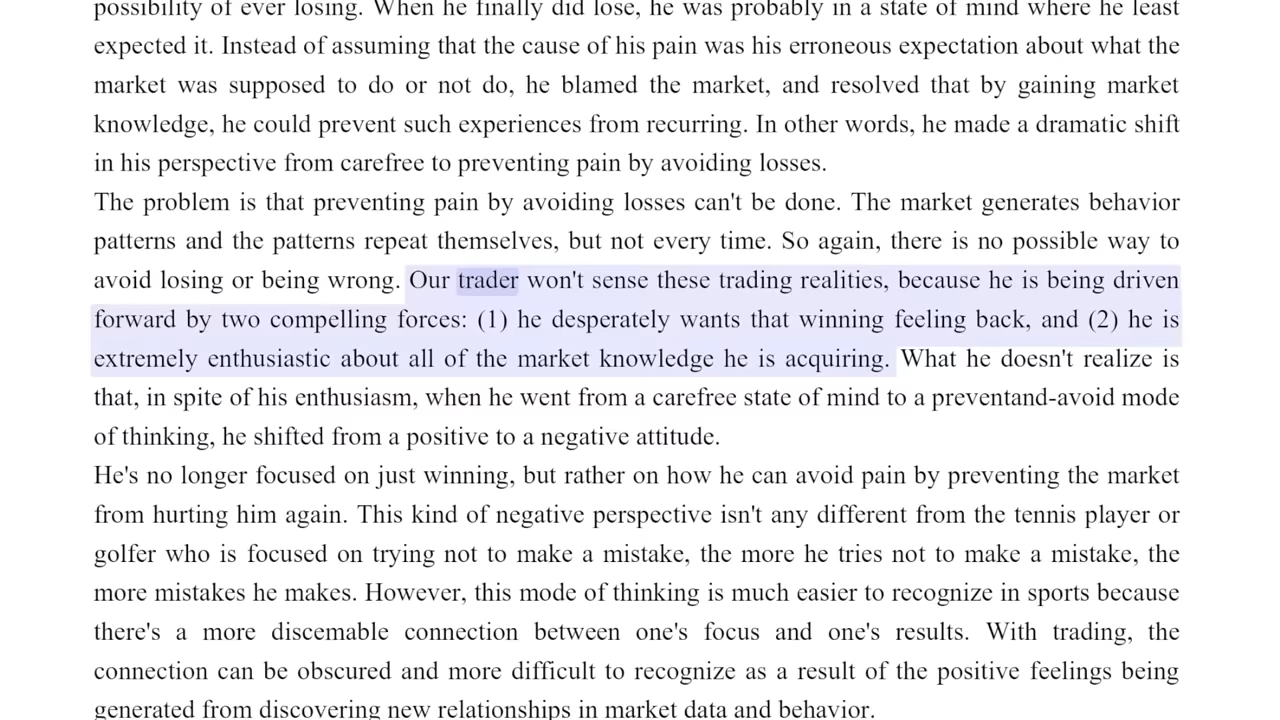 possibility of ever losing. When he finally did lose, he was probably in a state of mind where he least
expected it. Instead of assuming that the cause of his pain was his erroneous expectation about what the
market was supposed to do or not do, he blamed the market, and resolved that by gaining market
knowledge, he could prevent such experiences from recurring. In other words, he made a dramatic shift
in his perspective from carefree to preventing pain by avoiding losses.
The problem is that preventing pain by avoiding losses can't be done. The market generates behavior
patterns and the patterns repeat themselves, but not every time. So again, there is no possible way to
avoid losing or being wrong. Our trader won't sense these trading realities, because he is being driven
forward by two compelling forces: (1) he desperately wants that winning feeling back, and (2) he is
extremely enthusiastic about all of the market knowledge he is acquiring. What he doesn't realize is
that, in spite of his enthusiasm, when he went from a carefree state of mind to a preventand-avoid mode
of thinking, he shifted from a positive to a negative attitude.
He's no longer focused on just winning, but rather on how he can avoid pain by preventing the market
from hurting him again. This kind of negative perspective isn't any different from the tennis player or
golfer who is focused on trying not to make a mistake, the more he tries not to make a mistake, the
more mistakes he makes. However, this mode of thinking is much easier to recognize in sports because
there's a more discemable connection between one's focus and one's results. With trading, the
connection can be obscured and more difficult to recognize as a result of the positive feelings being
generated from discovering new relationships in market data and behavior.